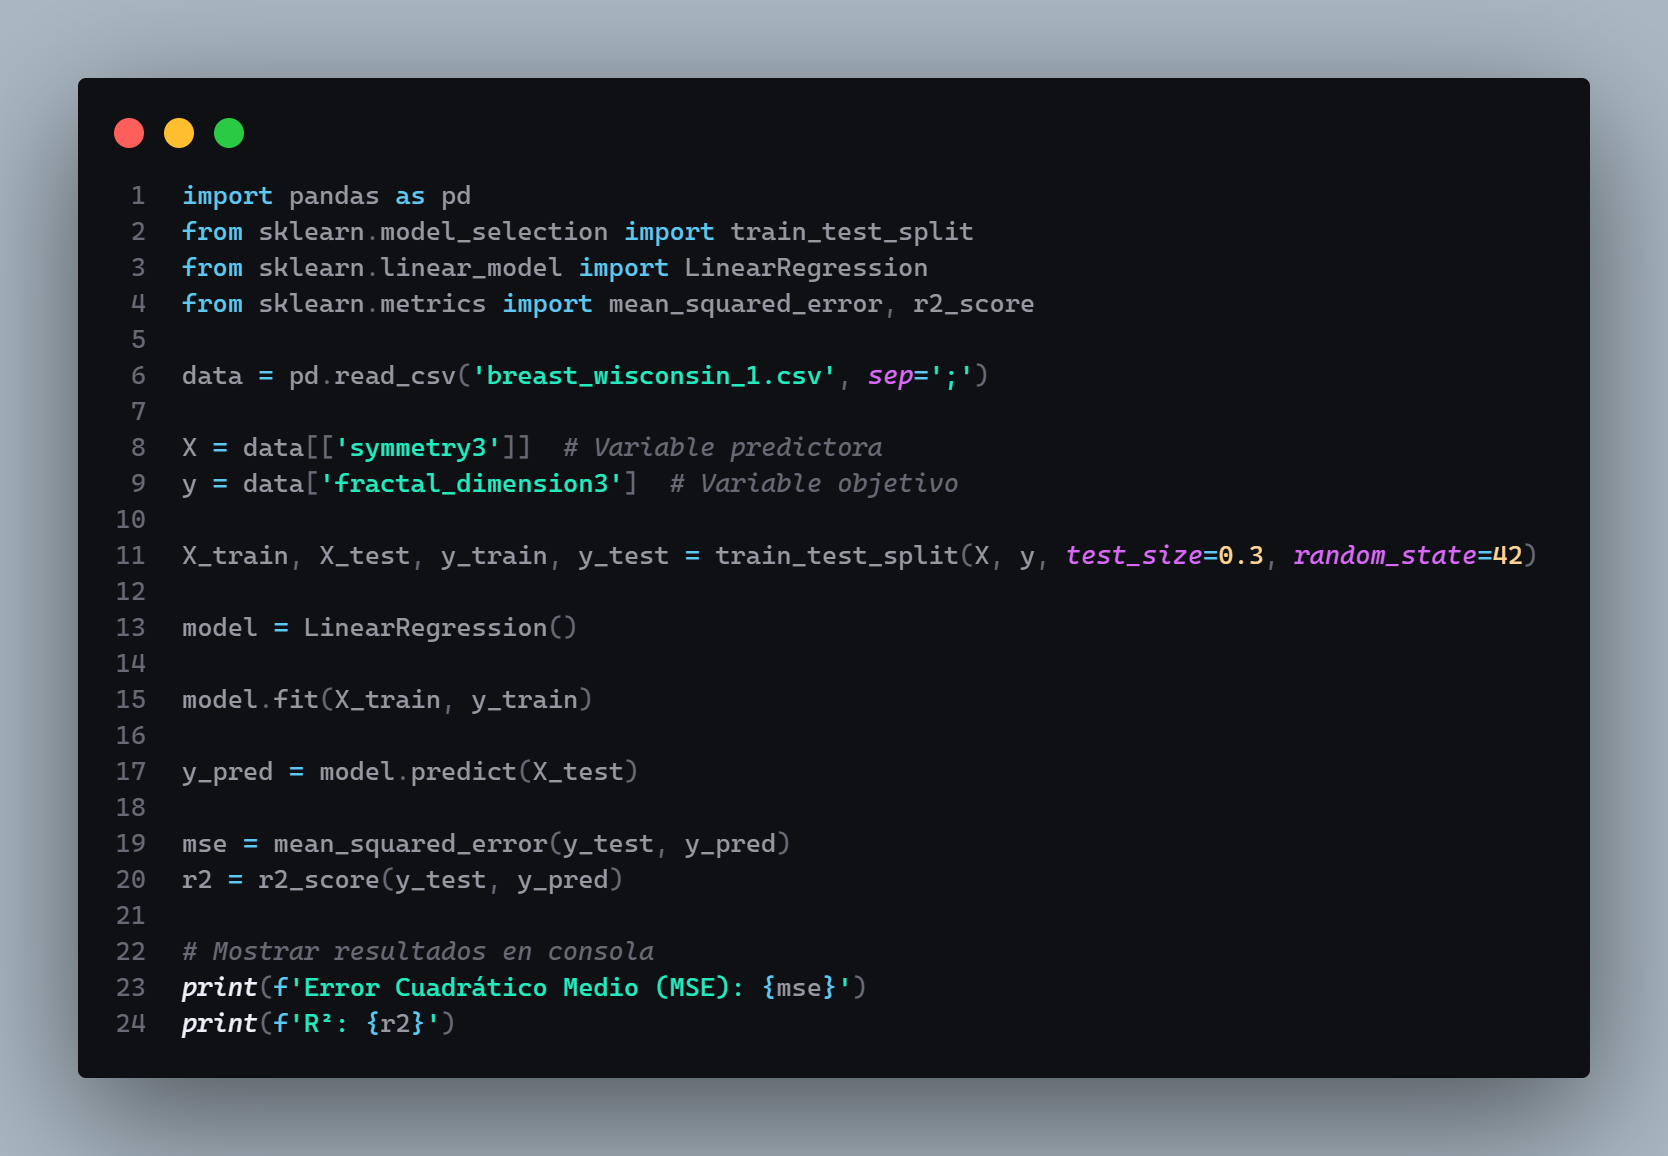 1 import pandas as pd
2 from sklearn.model_selection import train_test_split
3 from sklearn.linear_model import LinearRegression
4 from sklearn.metrics import mean_squared_error, r2_score
5
6 data = pd.read_csv('breast_wisconsin_1.csv', sep=';')
7
8 X = data[['symmetry3']]  # Variable predictora
9 y = data['fractal_dimension3']  # Variable objetivo
10
11 X_train, X_test, y_train, y_test = train_test_split(X, y, test_size=0.3, random_state=42)
12
13 model = LinearRegression()
14
15 model.fit(X_train, y_train)
16
17 y_pred = model.predict(X_test)
18
19 mse = mean_squared_error(y_test, y_pred)
20 r2 = r2_score(y_test, y_pred)
21
22 # Mostrar resultados en consola
23 print(f'Error Cuadrático Medio (MSE): {mse}')
24 print(f'R²: {r2}')